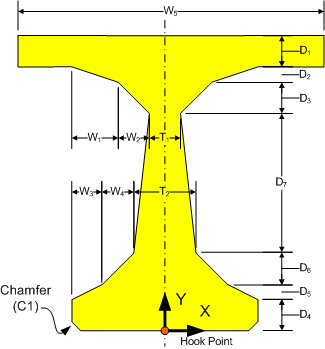 W5
D1
D2
W1
W2
T1
D3
D7
W3
W4
T2
D6
D5
Chamfer
(C1)
Y
X
D4
Hook Point